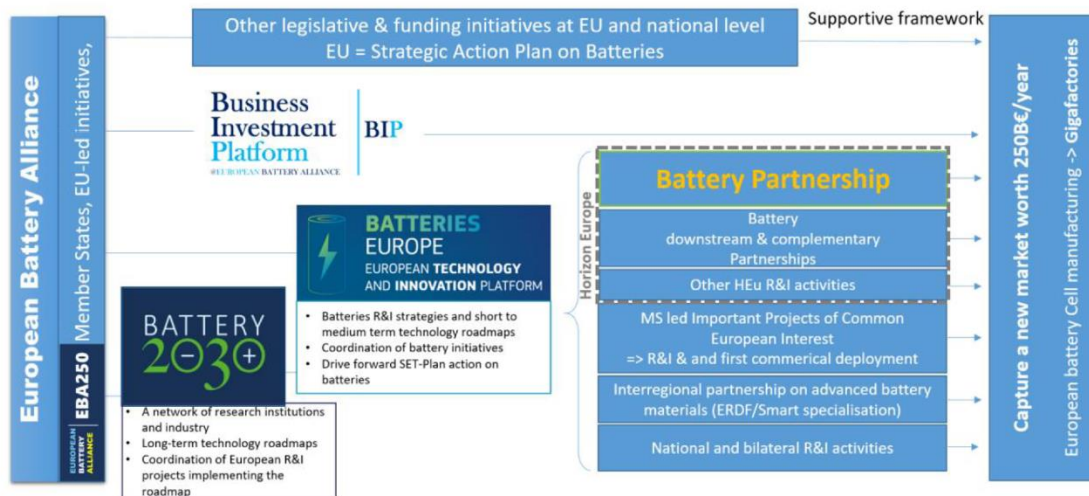 European Battery Alliance
EUROPEAN
BATTERY
ALLIANCE
EBA250
Member States, EU-led initiatives,
Other legislative & funding initiatives at EU and national level
EU = Strategic Action Plan on Batteries
Supportive framework
Business
Investment
Platform
@EUROPEAN BATTERY ALLIANCE
BIP
BATTERIES
EUROPE
EUROPEAN TECHNOLOGY
AND INNOVATION PLATFORM
• Batteries R&I strategies and short to
medium term technology roadmaps
• Coordination of battery initiatives
• Drive forward SET-Plan action on
batteries
BATTERY
2030+
• A network of research institutions
and industry
• Long-term technology roadmaps
• Coordination of European R&I
projects implementing the
roadmap
Horizon Europe
Battery Partnership
Battery
downstream & complementary
Partnerships
Other HEu R&I activities
MS led Important Projects of Common
European Interest
=> R&I & and first commerical deployment
Interregional partnership on advanced battery
materials (ERDF/Smart specialisation)
National and bilateral R&I activities
Capture a new market worth 250B€/year
European battery Cell manufacturing -> Gigafactories